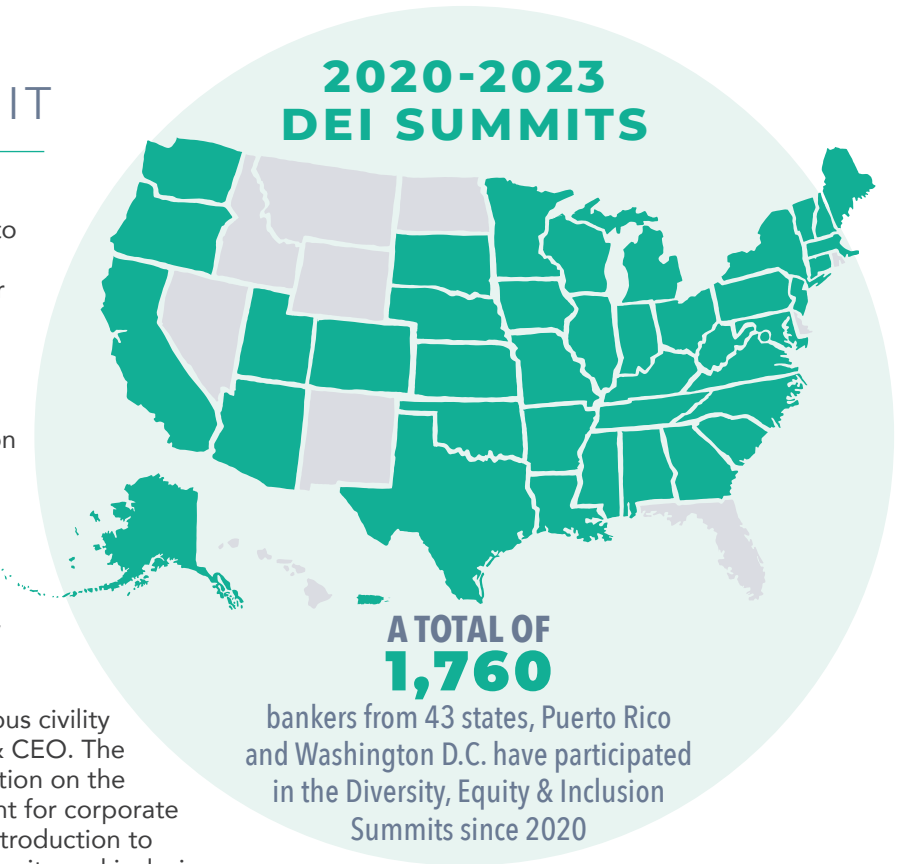 IT
2020-2023
DEI SUMMITS
to
on
A TOTAL OF
1,760
bankers from 43 states, Puerto Rico
and Washington D.C. have participated
in the Diversity, Equity & Inclusion
Summits since 2020
ous civility
& CEO. The
tion on the
nt for corporate
troduction to